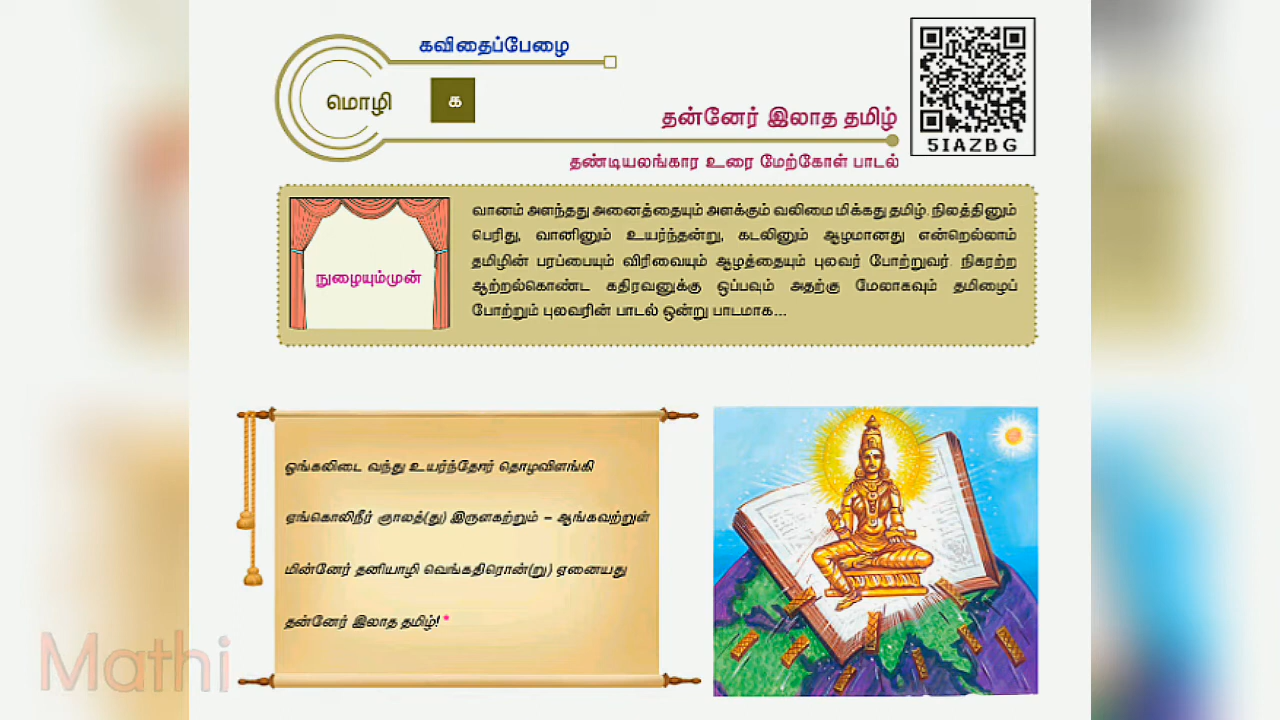 கவிதைப்பேழை
மொழி
க
தன்னேர் இலாத தமிழ்
தண்டியலங்கார உரை மேற்கோள் பாடல்
5IAZBG
நுழையும்முன்
வானம் அளந்தது அனைத்தையும் அளக்கும் வலிமை மிக்கது தமிழ். நிலத்தினும்
பெரிது, வானினும் உயர்ந்தன்று, கடலினும் ஆழமானது என்றெல்லாம்
தமிழின் பரப்பையும் விரிவையும் ஆழத்தையும் புலவர் போற்றுவர். நிகரற்ற
ஆற்றல்கொண்ட கதிரவனுக்கு ஒப்பவும் அதற்கு மேலாகவும் தமிழைப்
போற்றும் புலவரின் பாடல் ஒன்று பாடமாக...
ஓங்கலிடை வந்து உயர்ந்தோர் தொழவிளங்கி
ஏங்கொலிநீர் ஞாலத்(து) இருளகற்றும் – ஆங்கவற்றுள்
மின்னேர் தனியாழி வெங்கதிரொன்(று) ஏனையது
தன்னேர் இலாத தமிழ்! *
Mathi